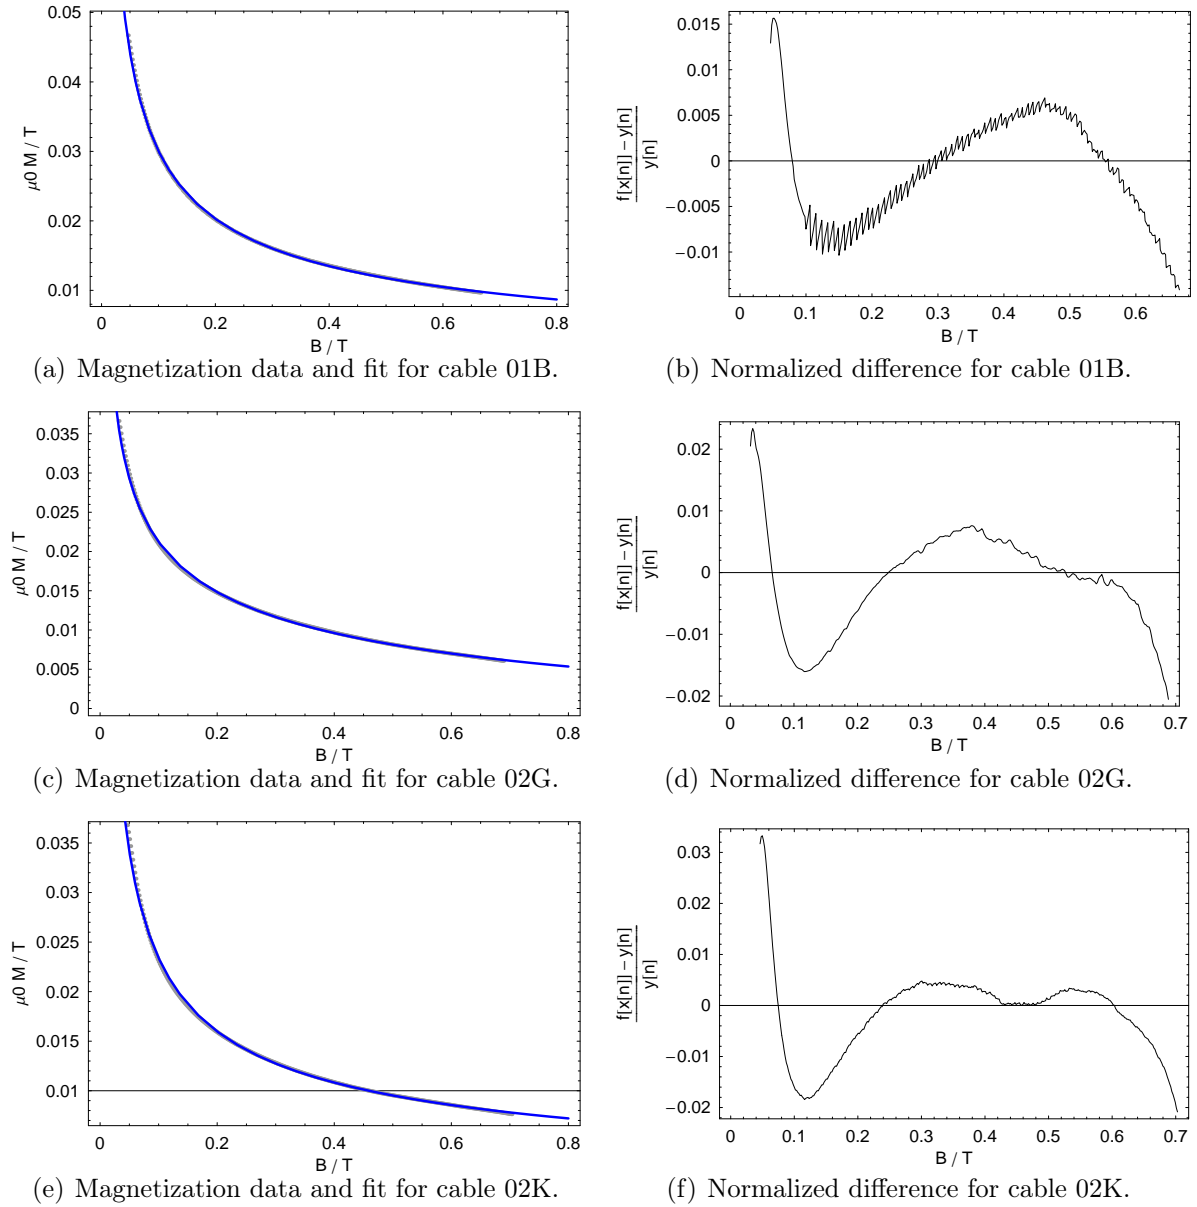 0.05
0.04
0.03
0.02
0.01
μ0 M / T
0 0.2 0.4 0.6 0.8
B / T
(a) Magnetization data and fit for cable 01B.
0.015
0.01
0.005
0
−0.005
−0.01
f[x[n]] − y[n]
y[n]
0 0.1 0.2 0.3 0.4 0.5 0.6
B / T
(b) Normalized difference for cable 01B.
0.035
0.03
0.025
0.02
0.015
0.01
0.005
0
μ0 M / T
0 0.2 0.4 0.6 0.8
B / T
(c) Magnetization data and fit for cable 02G.
0.02
0.01
0
−0.01
−0.02
f[x[n]] − y[n]
y[n]
0 0.1 0.2 0.3 0.4 0.5 0.6 0.7
B / T
(d) Normalized difference for cable 02G.
0.035
0.03
0.025
0.02
0.015
0.01
μ0 M / T
0 0.2 0.4 0.6 0.8
B / T
(e) Magnetization data and fit for cable 02K.
0.03
0.02
0.01
0
−0.01
−0.02
f[x[n]] − y[n]
y[n]
0 0.1 0.2 0.3 0.4 0.5 0.6 0.7
B / T
(f) Normalized difference for cable 02K.